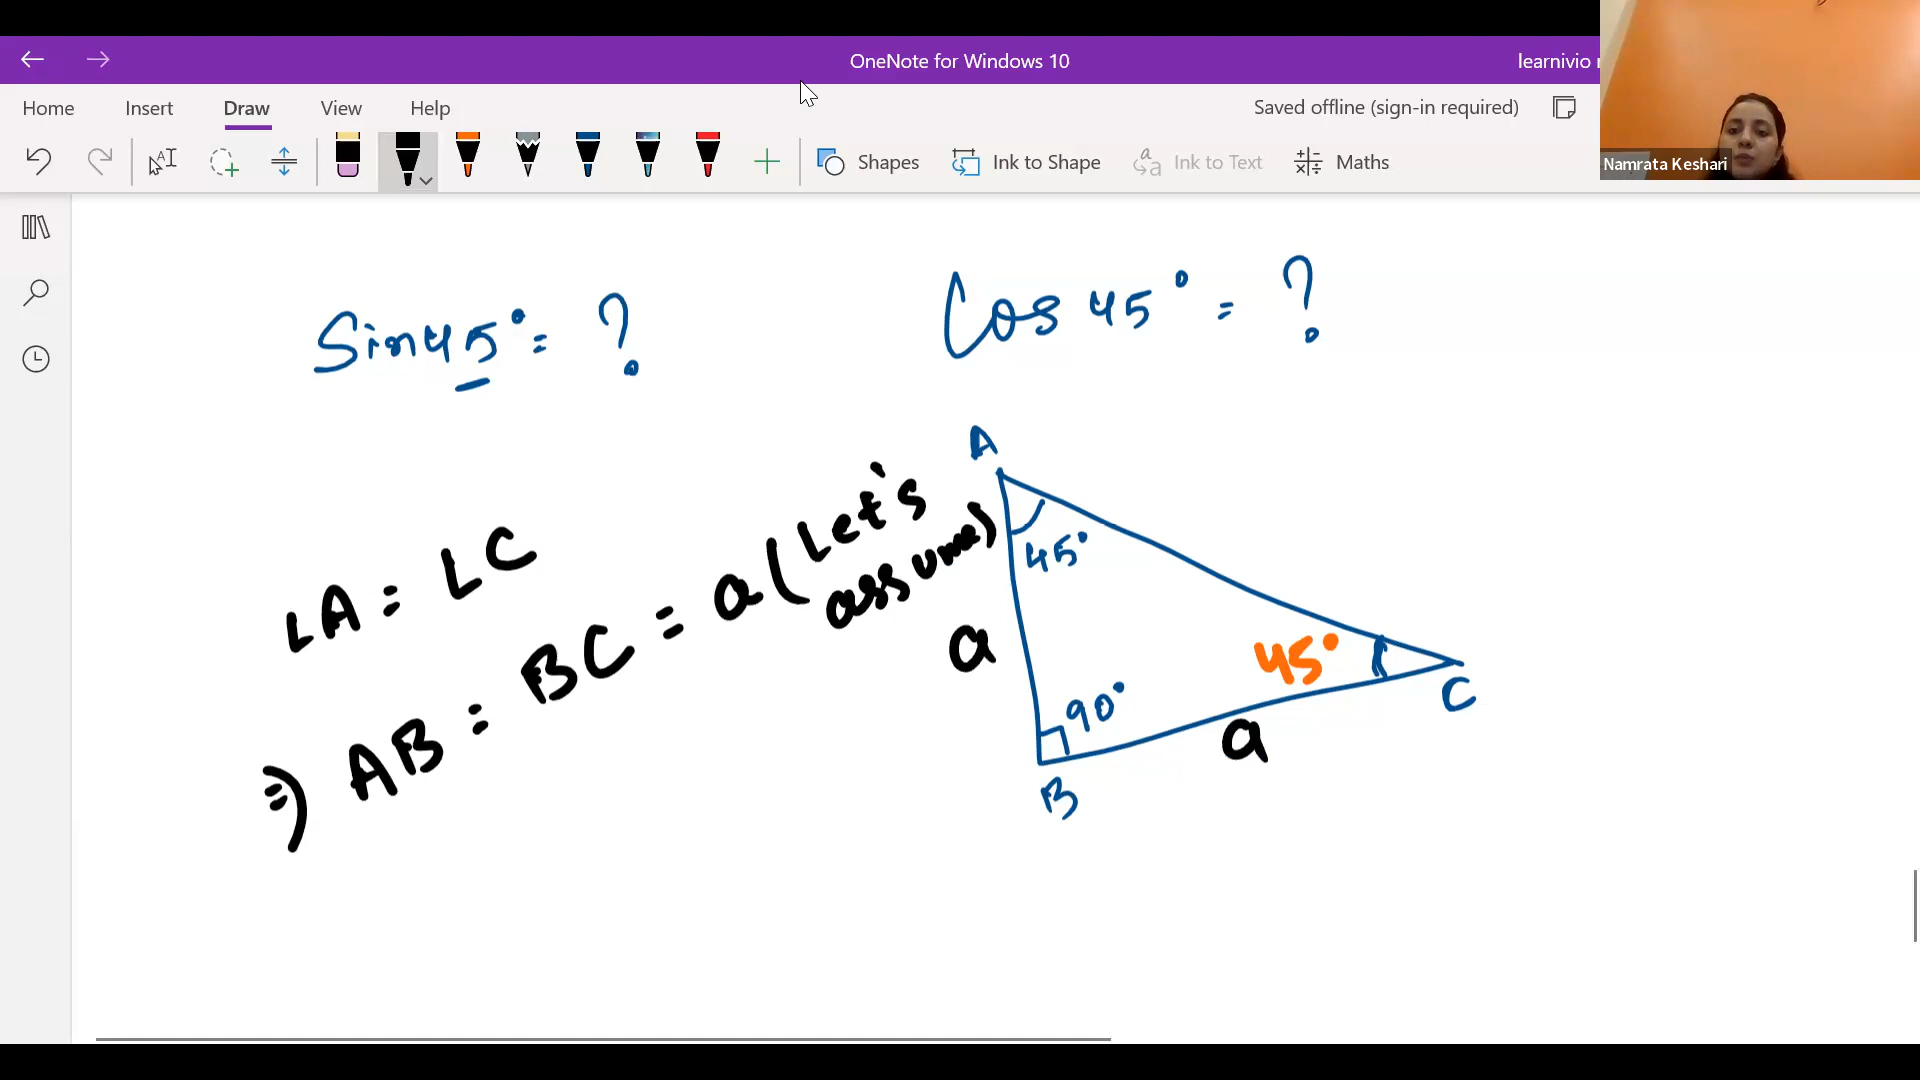 OneNote for Windows 10
learnivio
Home Insert Draw View Help
Saved offline (sign-in required)
Shapes Ink to Shape Ink to Text Maths
Namrata Keshari
Sin45° = ?
Cos 45° = ?
A
∠A = ∠C
⇒ AB = BC = a (Let's
assume)
45°
a
45°
C
90°
a
B